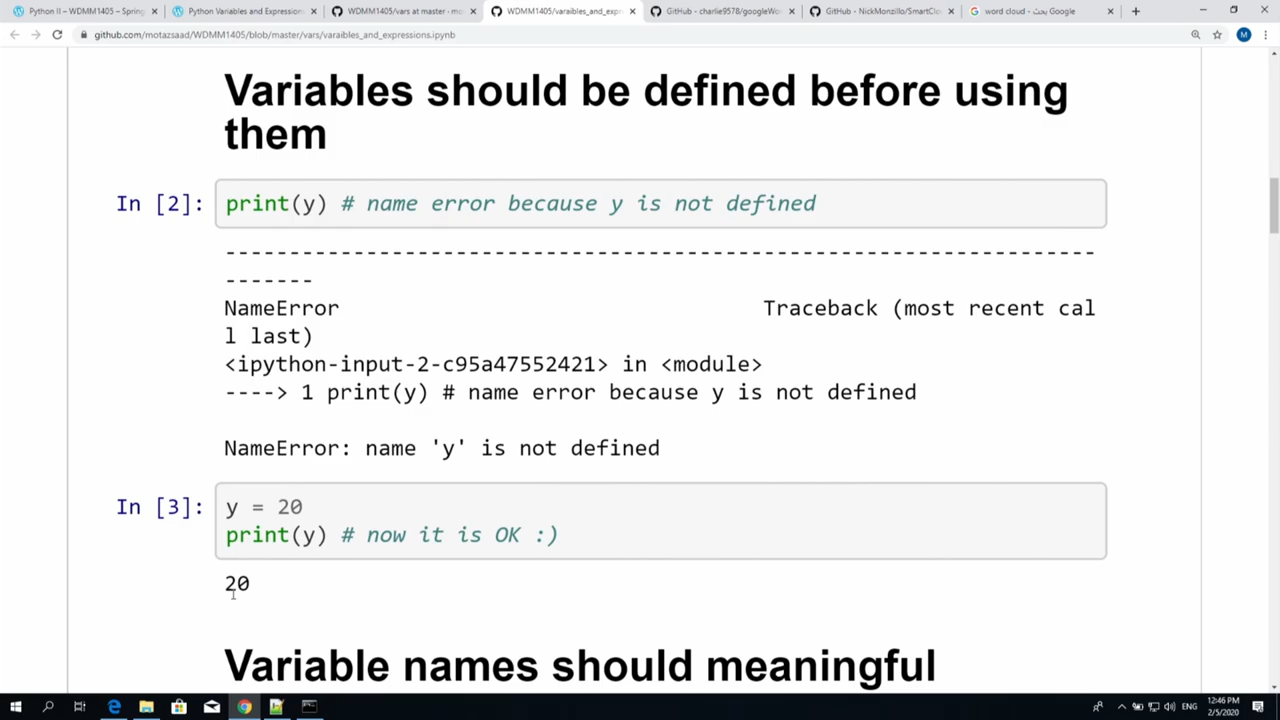 Python II – WDMM1405 – Spring
Python Variables and Expression
WDMM1405/vars at master · mo
WDMM1405/varaibles_and_expr
GitHub - charlie9578/googleWor
GitHub - NickMonzillo/SmartClo
word cloud - بحث Google
github.com/motazsaad/WDMM1405/blob/master/vars/varaibles_and_expressions.ipynb
M
Variables should be defined before using
them
In [2]: print(y) # name error because y is not defined
---------------------------------------------------------------------
-------
NameError Traceback (most recent cal
l last)
<ipython-input-2-c95a47552421> in <module>
----> 1 print(y) # name error because y is not defined
NameError: name 'y' is not defined
In [3]: y = 20
print(y) # now it is OK :)
20
Variable names should meaningful
ENG
12:46 PM
2/5/2020